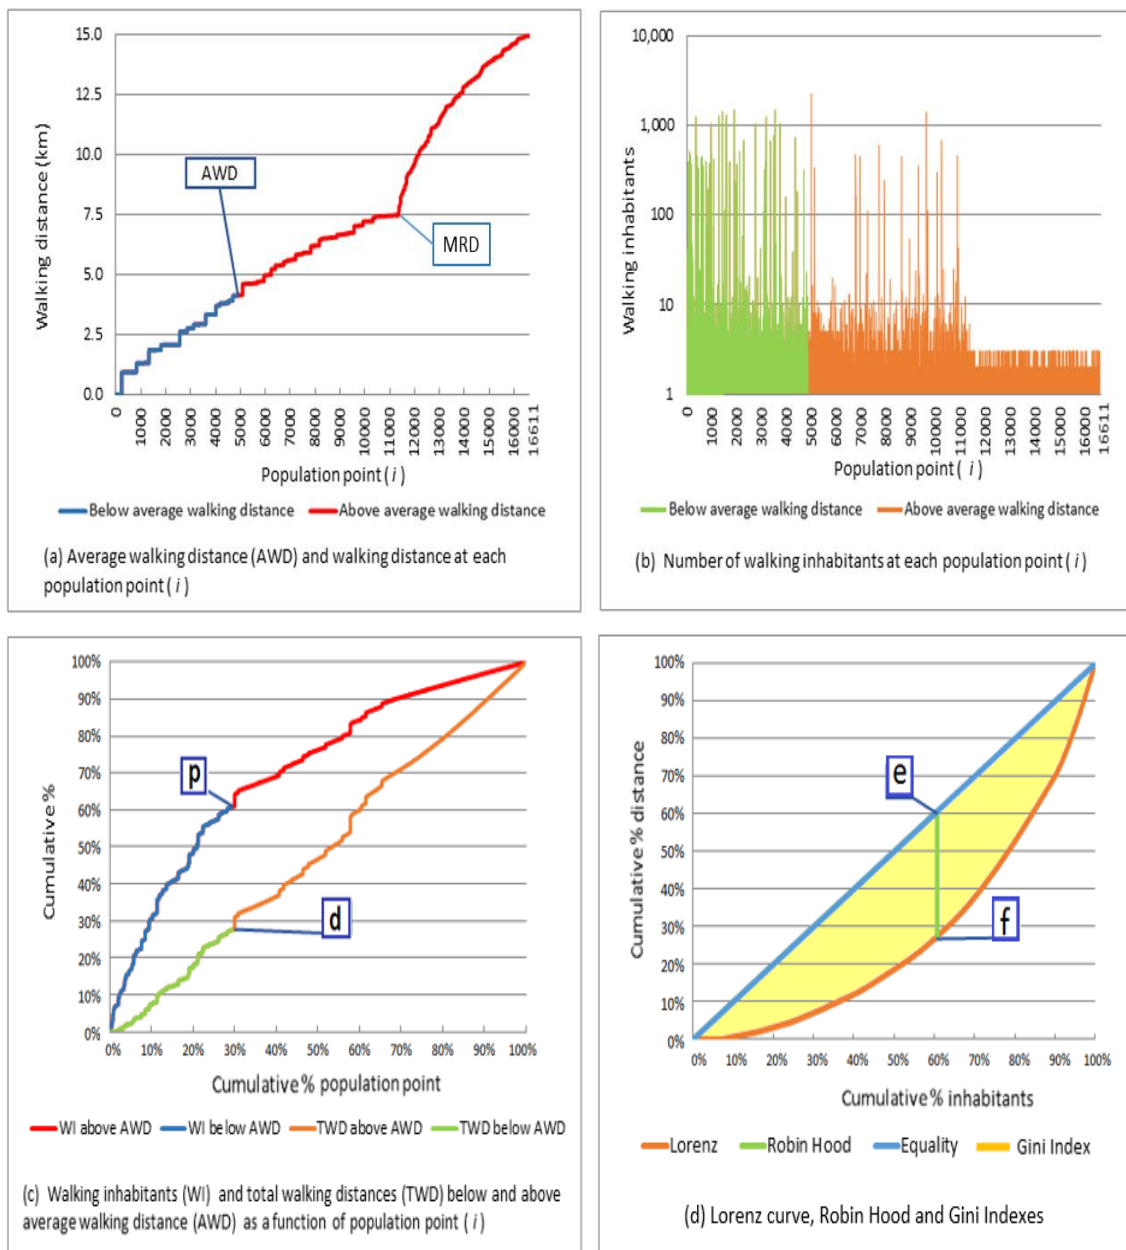 15.0
12.5
10.0
7.5
5.0
2.5
0.0
Walking distance (km)
AWD
MRD
0
1000
2000
3000
4000
5000
6000
7000
8000
9000
10000
11000
12000
13000
14000
15000
16000
16611
Population point ( i )
Below average walking distance
Above average walking distance
(a) Average walking distance (AWD) and walking distance at each
population point ( i )
10,000
1,000
100
10
1
Walking inhabitants
0
1000
2000
3000
4000
5000
6000
7000
8000
9000
10000
11000
12000
13000
14000
15000
16000
16611
Population point ( i )
Below average walking distance
Above average walking distance
(b) Number of walking inhabitants at each population point ( i )
100%
90%
80%
70%
60%
50%
40%
30%
20%
10%
0%
Cumulative %
p
d
0% 10% 20% 30% 40% 50% 60% 70% 80% 90% 100%
Cumulative % population point
WI above AWD
WI below AWD
TWD above AWD
TWD below AWD
(c) Walking inhabitants (WI) and total walking distances (TWD) below and above
average walking distance (AWD) as a function of population point ( i )
100%
90%
80%
70%
60%
50%
40%
30%
20%
10%
0%
Cumulative % distance
e
f
0% 10% 20% 30% 40% 50% 60% 70% 80% 90% 100%
Cumulative % inhabitants
Lorenz
Robin Hood
Equality
Gini Index
(d) Lorenz curve, Robin Hood and Gini Indexes